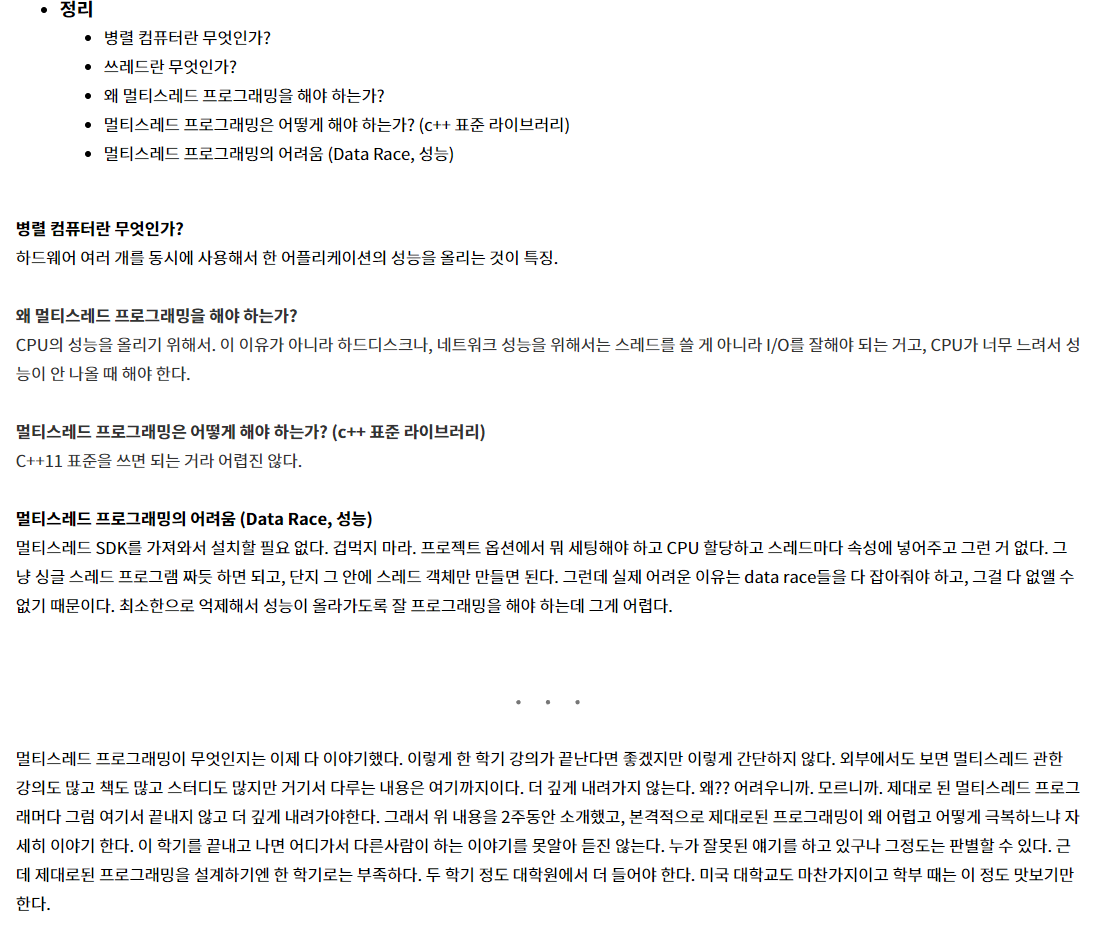 정리
병렬 컴퓨터란 무엇인가?
쓰레드란 무엇인가?
왜 멀티스레드 프로그래밍을 해야 하는가?
멀티스레드 프로그래밍은 어떻게 해야 하는가? (c++ 표준 라이브러리)
멀티스레드 프로그래밍의 어려움 (Data Race, 성능)
병렬 컴퓨터란 무엇인가?
하드웨어 여러 개를 동시에 사용해서 한 어플리케이션의 성능을 올리는 것이 특징.
왜 멀티스레드 프로그래밍을 해야 하는가?
CPU의 성능을 올리기 위해서. 이 이유가 아니라 하드디스크나, 네트워크 성능을 위해서는 스레드를 쓸 게 아니라 I/O를 잘해야 되는 거고, CPU가 너무 느려서 성
능이 안 나올 때 해야 한다.
멀티스레드 프로그래밍은 어떻게 해야 하는가? (c++ 표준 라이브러리)
C++11 표준을 쓰면 되는 거라 어렵진 않다.
멀티스레드 프로그래밍의 어려움 (Data Race, 성능)
멀티스레드 SDK를 가져와서 설치할 필요 없다. 겁먹지 마라. 프로젝트 옵션에서 뭐 세팅해야 하고 CPU 할당하고 스레드마다 속성에 넣어주고 그런 거 없다. 그
냥 싱글 스레드 프로그램 짜듯 하면 되고, 단지 그 안에 스레드 객체만 만들면 된다. 그런데 실제 어려운 이유는 data race들을 다 잡아줘야 하고, 그걸 다 없앨 수
없기 때문이다. 최소한으로 억제해서 성능이 올라가도록 잘 프로그래밍을 해야 하는데 그게 어렵다.
멀티스레드 프로그래밍이 무엇인지는 이제 다 이야기했다. 이렇게 한 학기 강의가 끝난다면 좋겠지만 이렇게 간단하지 않다. 외부에서도 보면 멀티스레드 관한
강의도 많고 책도 많고 스터디도 많지만 거기서 다루는 내용은 여기까지이다. 더 깊게 내려가지 않는다. 왜?? 어려우니까. 모르니까. 제대로 된 멀티스레드 프로그
래머다 그럼 여기서 끝내지 않고 더 깊게 내려가야한다. 그래서 위 내용을 2주동안 소개했고, 본격적으로 제대로된 프로그래밍이 왜 어렵고 어떻게 극복하느냐 자
세히 이야기 한다. 이 학기를 끝내고 나면 어디가서 다른사람이 하는 이야기를 못알아 듣진 않는다. 누가 잘못된 얘기를 하고 있구나 그정도는 판별할 수 있다. 근
데 제대로된 프로그래밍을 설계하기엔 한 학기로는 부족하다. 두 학기 정도 대학원에서 더 들어야 한다. 미국 대학교도 마찬가지이고 학부 때는 이 정도 맛보기만
한다.